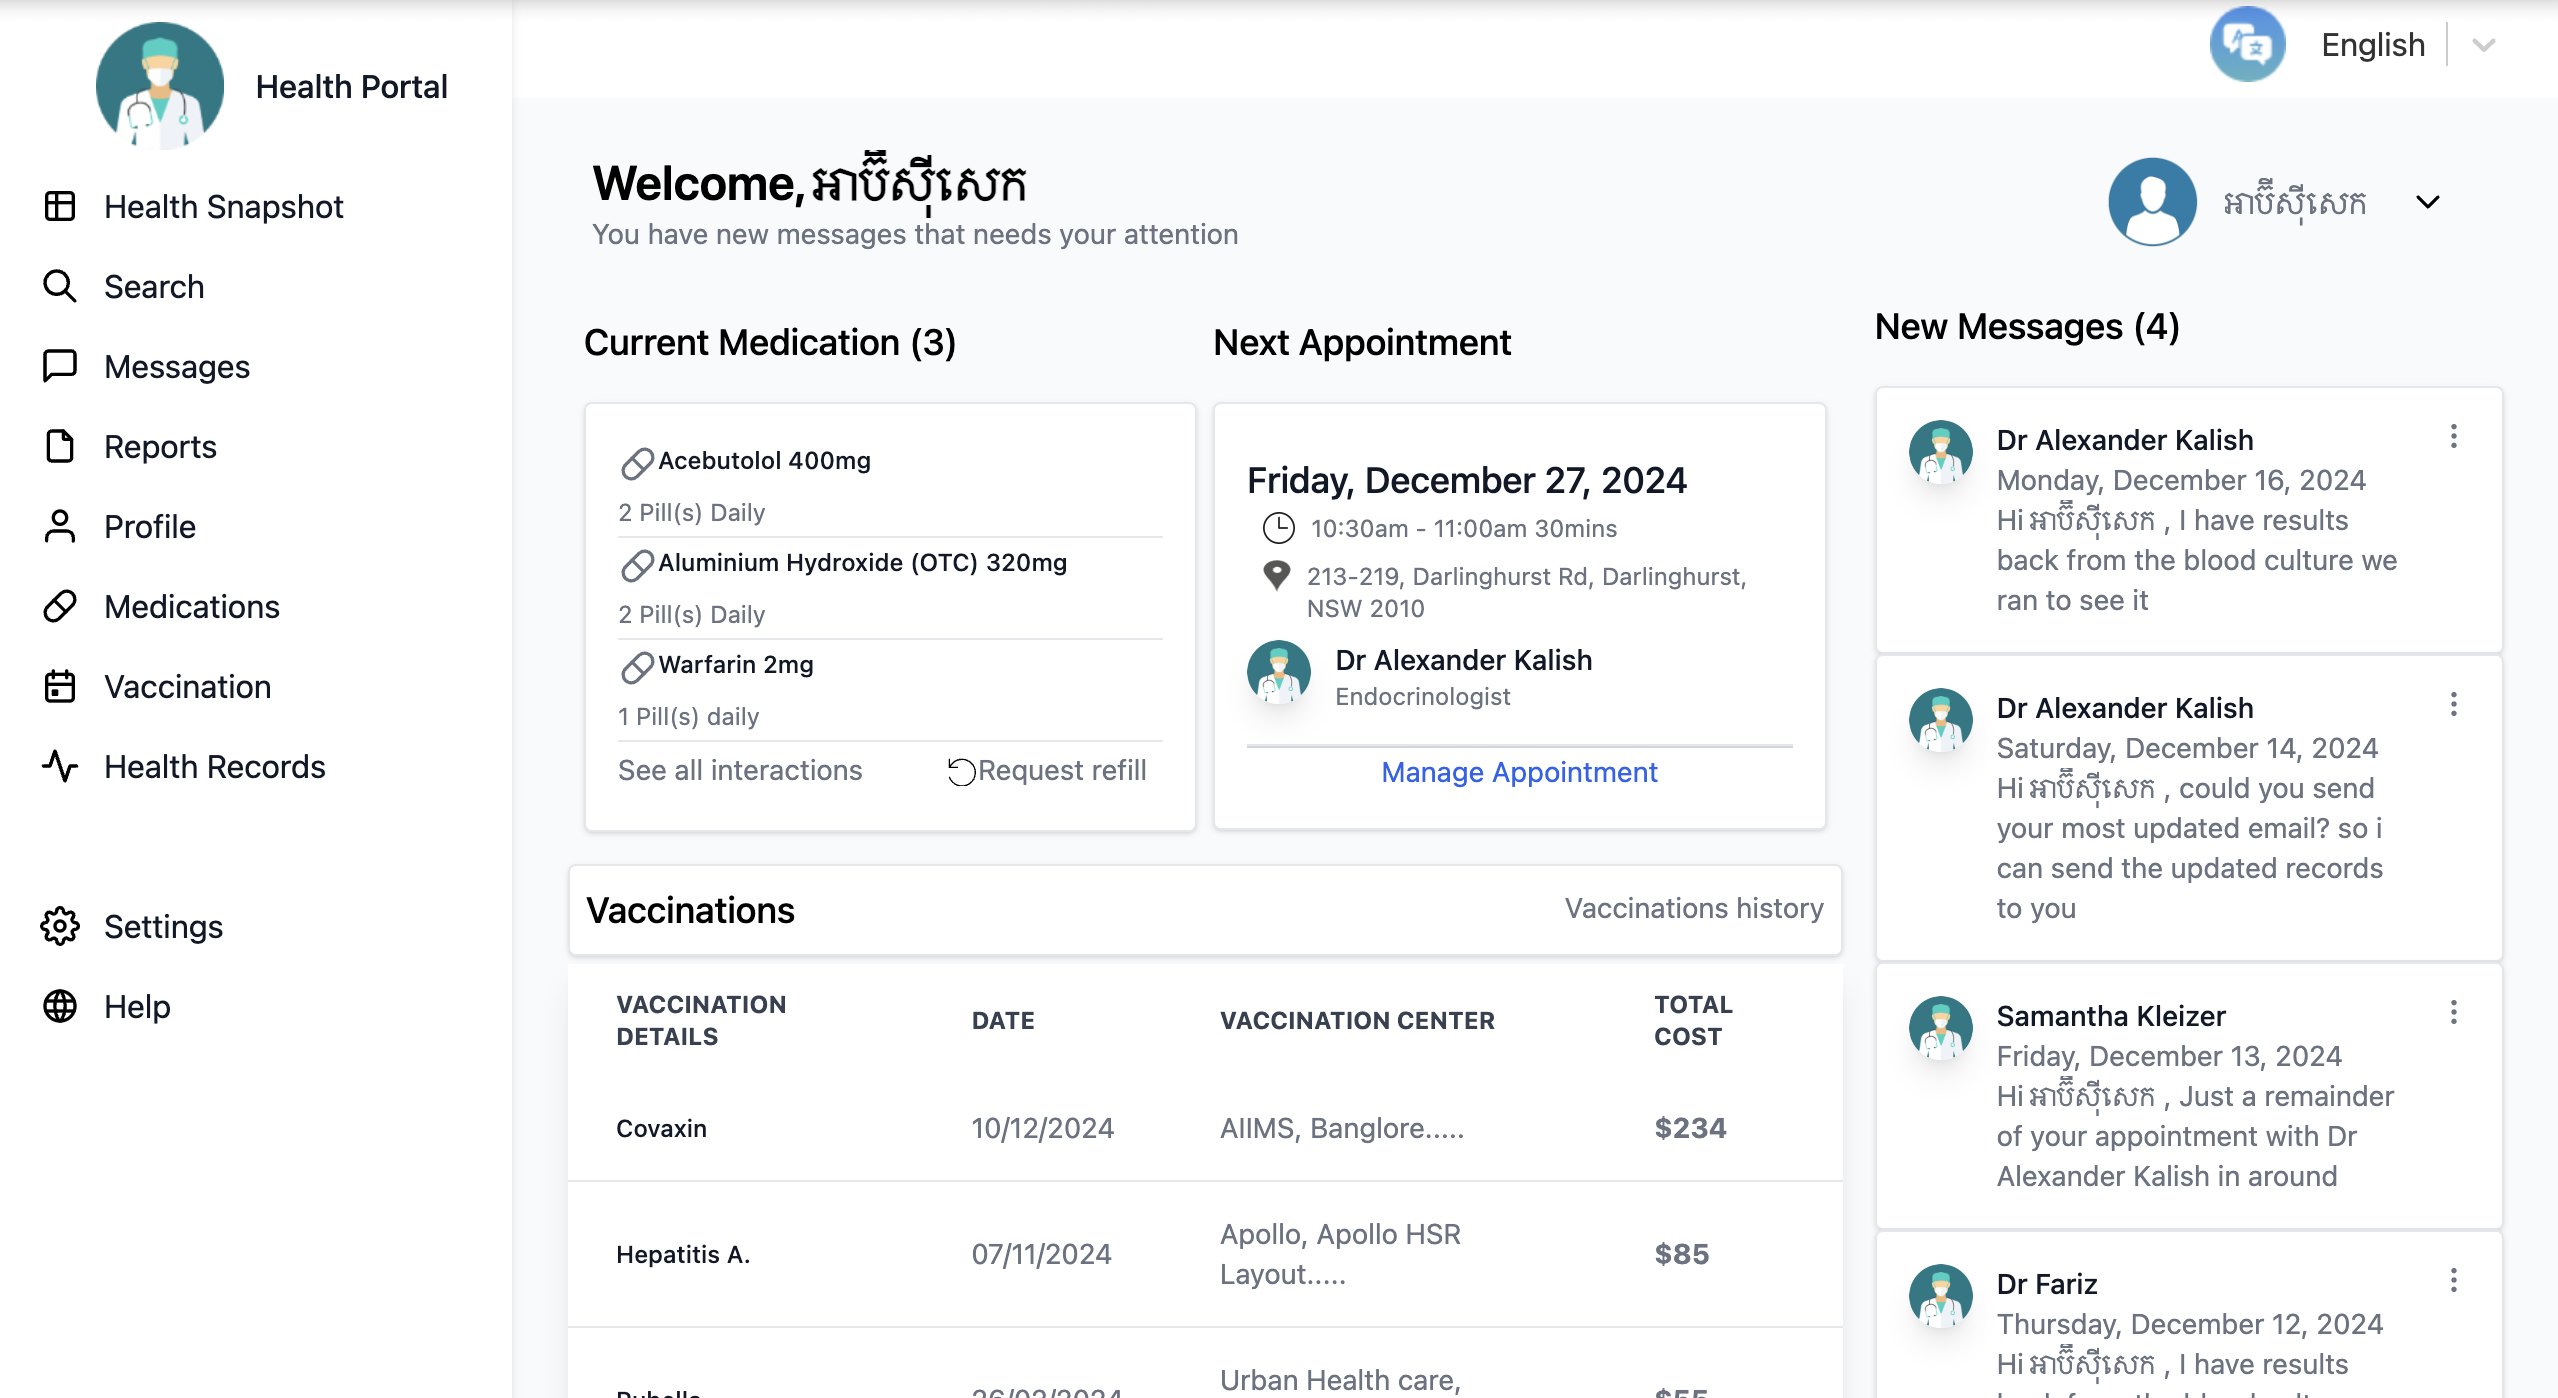 Health Portal
Health Snapshot
Search
Messages
Reports
Profile
Medications
Vaccination
Health Records
Settings
Help
English
Welcome, អាប៊ីស៊ីសេក
You have new messages that needs your attention
អាប៊ីស៊ីសេក
Current Medication (3)
Acebutolol 400mg
2 Pill(s) Daily
Aluminium Hydroxide (OTC) 320mg
2 Pill(s) Daily
Warfarin 2mg
1 Pill(s) daily
See all interactions
Request refill
Next Appointment
Friday, December 27, 2024
10:30am - 11:00am 30mins
213-219, Darlinghurst Rd, Darlinghurst,
NSW 2010
Dr Alexander Kalish
Endocrinologist
Manage Appointment
Vaccinations
Vaccinations history
VACCINATION DETAILS DATE VACCINATION CENTER TOTAL COST
Covaxin 10/12/2024 AIIMS, Banglore..... $234
Hepatitis A. 07/11/2024 Apollo, Apollo HSR Layout..... $85
Urban Health care,
New Messages (4)
Dr Alexander Kalish
Monday, December 16, 2024
Hi អាប៊ីស៊ីសេក , I have results
back from the blood culture we
ran to see it
Dr Alexander Kalish
Saturday, December 14, 2024
Hi អាប៊ីស៊ីសេក , could you send
your most updated email? so i
can send the updated records
to you
Samantha Kleizer
Friday, December 13, 2024
Hi អាប៊ីស៊ីសេក , Just a remainder
of your appointment with Dr
Alexander Kalish in around
Dr Fariz
Thursday, December 12, 2024
Hi អាប៊ីស៊ីសេក , I have results